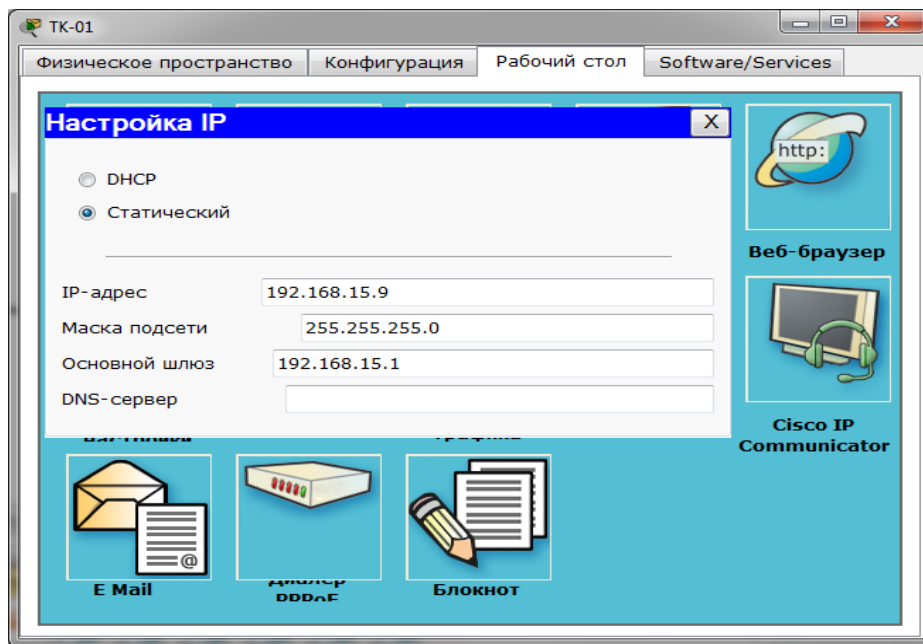 TK-01
Физическое пространство
Конфигурация
Рабочий стол
Software/Services
Настройка IP
X
http:
DHCP
Статический
Веб-браузер
IP-адрес
192.168.15.9
Маска подсети
255.255.255.0
Основной шлюз
192.168.15.1
DNS-сервер
Cisco IP
Communicator
@
E Mail
Диалер
PPPoE
Блокнот